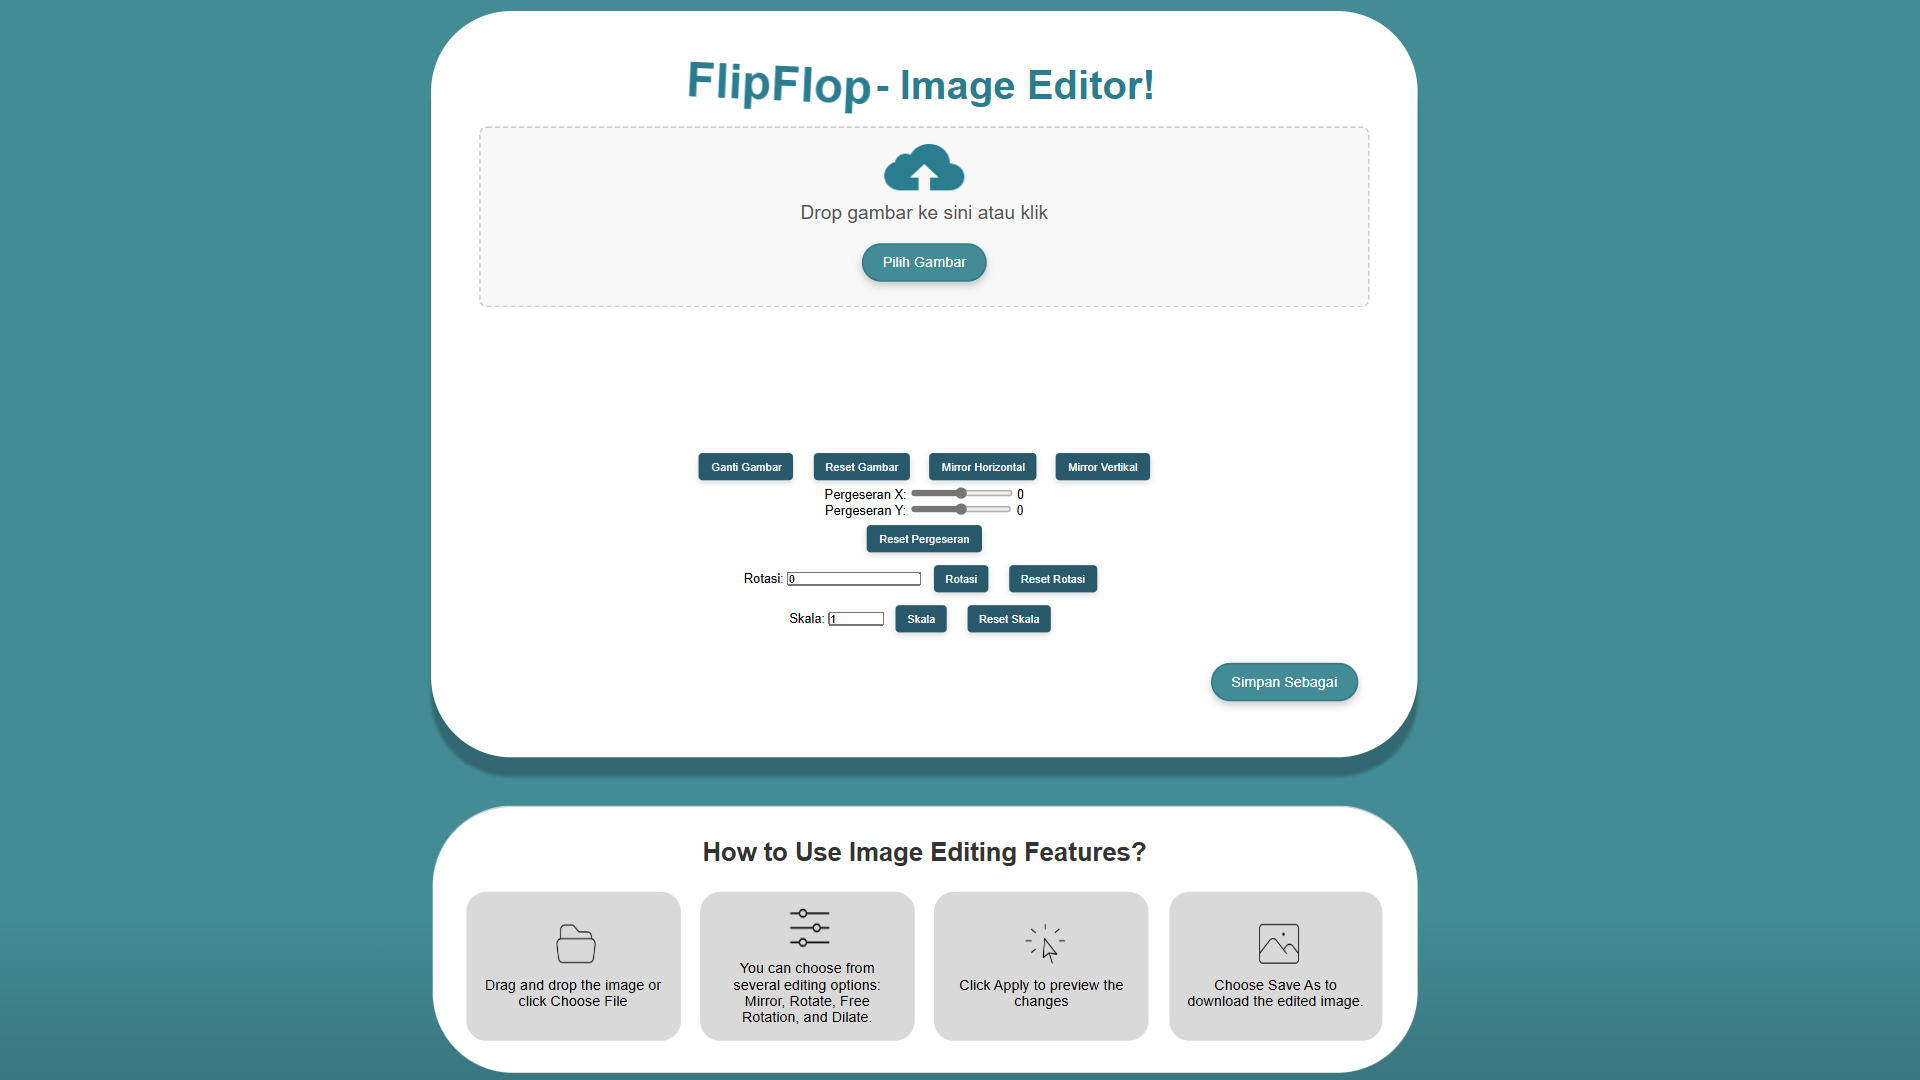 FlipFlop - Image Editor!
Drop gambar ke sini atau klik
Pilih Gambar
Ganti Gambar Reset Gambar Mirror Horizontal Mirror Vertikal
Pergeseran X: 0
Pergeseran Y: 0
Reset Pergeseran
Rotasi: 0 Rotasi Reset Rotasi
Skala: 1 Skala Reset Skala
Simpan Sebagai
How to Use Image Editing Features?
Drag and drop the image or
click Choose File
You can choose from
several editing options:
Mirror, Rotate, Free
Rotation, and Dilate.
Click Apply to preview the
changes
Choose Save As to
download the edited image.